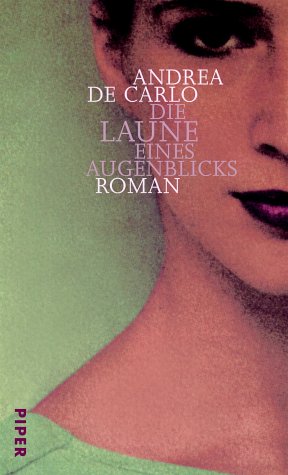 ANDREA
DE CARLO
DIE
LAUNE
EINES
AUGENBLICKS
ROMAN
PIPER